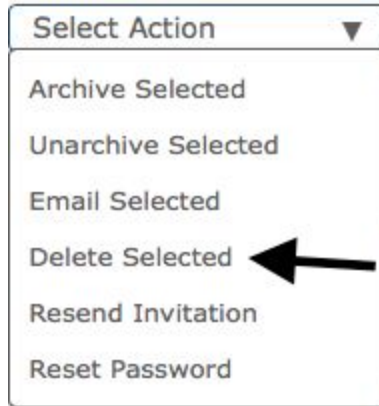 Select Action
Archive Selected
Unarchive Selected
Email Selected
Delete Selected
Resend Invitation
Reset Password